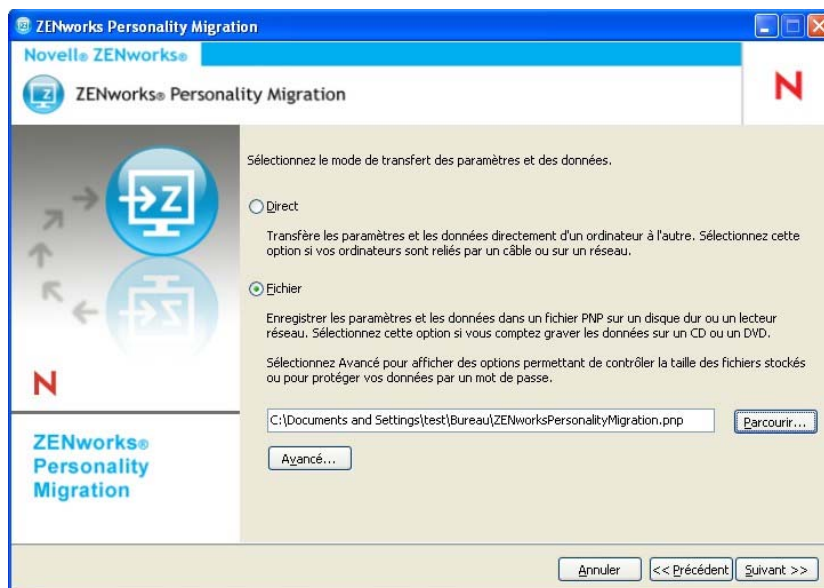 ZENworks Personality Migration
Novell® ZENworks®
ZENworks® Personality Migration
N
Sélectionnez le mode de transfert des paramètres et des données.
Direct
Transfère les paramètres et les données directement d'un ordinateur à l'autre. Sélectionnez cette
option si vos ordinateurs sont reliés par un câble ou sur un réseau.
Fichier
Enregistrer les paramètres et les données dans un fichier PNP sur un disque dur ou un lecteur
réseau. Sélectionnez cette option si vous comptez graver les données sur un CD ou un DVD.
Sélectionnez Avancé pour afficher des options permettant de contrôler la taille des fichiers stockés
ou pour protéger vos données par un mot de passe.
C:\Documents and Settings\test\Bureau\ZENworksPersonalityMigration.pnp
Parcourir...
Avancé...
Z
N
ZENworks®
Personality
Migration
Annuler
<< Précédent
Suivant >>